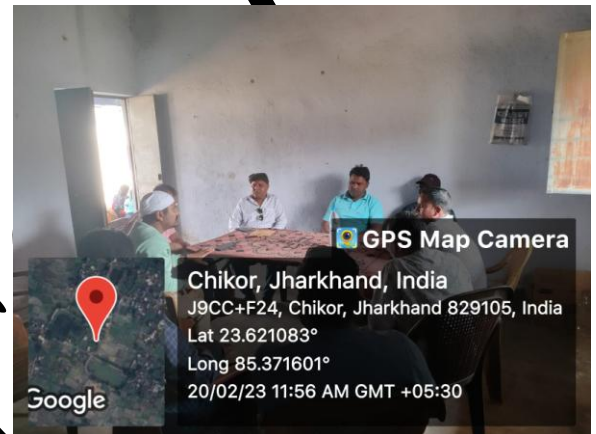 GPS Map Camera
Chikor, Jharkhand, India
J9CC+F24, Chikor, Jharkhand 829105, India
Lat 23.621083°
Long 85.371601°
20/02/23 11:56 AM GMT +05:30
Google